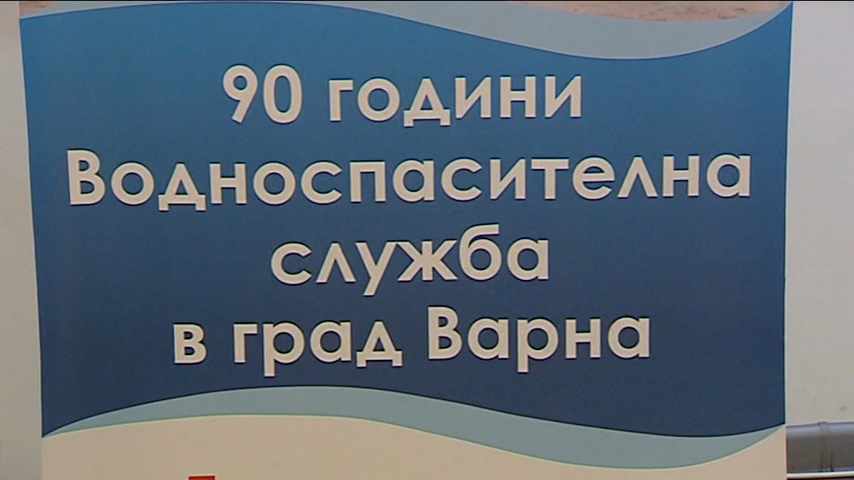 90 години
Водноспасителна
служба
в град Варна